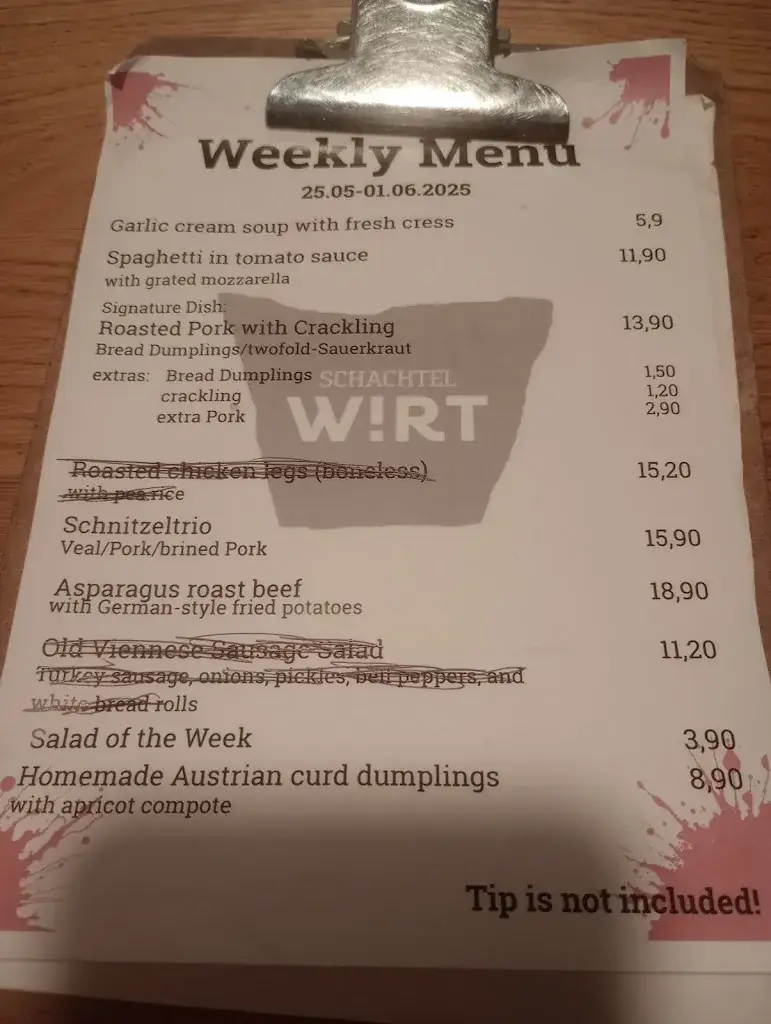 Weekly Menu
25.05-01.06.2025
Garlic cream soup with fresh cress 5,9
Spaghetti in tomato sauce 11,90
with grated mozzarella
Signature Dish:
Roasted Pork with Crackling 13,90
Bread Dumplings/twofold-Sauerkraut
extras: Bread Dumplings 1,50
crackling 1,20
extra Pork 2,90
SCHACHTEL
W!RT
Roasted chicken legs (boneless) 15,20
with pea rice
Schnitzeltrio 15,90
Veal/Pork/brined Pork
Asparagus roast beef 18,90
with German-style fried potatoes
Old Viennese Sausage Salad 11,20
Turkey sausage, onions, pickles, bell peppers, and
white bread rolls
Salad of the Week 3,90
Homemade Austrian curd dumplings 8,90
with apricot compote
Tip is not included!